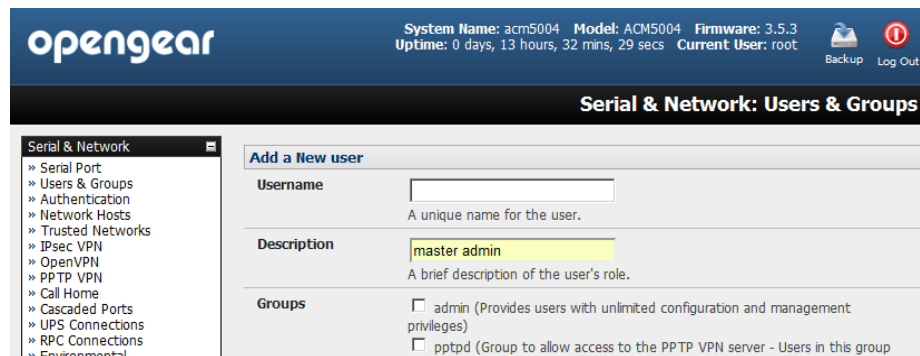 opengear
System Name: acm5004 Model: ACM5004 Firmware: 3.5.3
Uptime: 0 days, 13 hours, 32 mins, 29 secs Current User: root
Backup Log Out
Serial & Network: Users & Groups
Serial & Network
» Serial Port
» Users & Groups
» Authentication
» Network Hosts
» Trusted Networks
» IPsec VPN
» OpenVPN
» PPTP VPN
» Call Home
» Cascaded Ports
» UPS Connections
» RPC Connections
» Environmental
Add a New user
Username
A unique name for the user.
Description
master admin
A brief description of the user's role.
Groups
admin (Provides users with unlimited configuration and management
privileges)
pptpd (Group to allow access to the PPTP VPN server - Users in this group